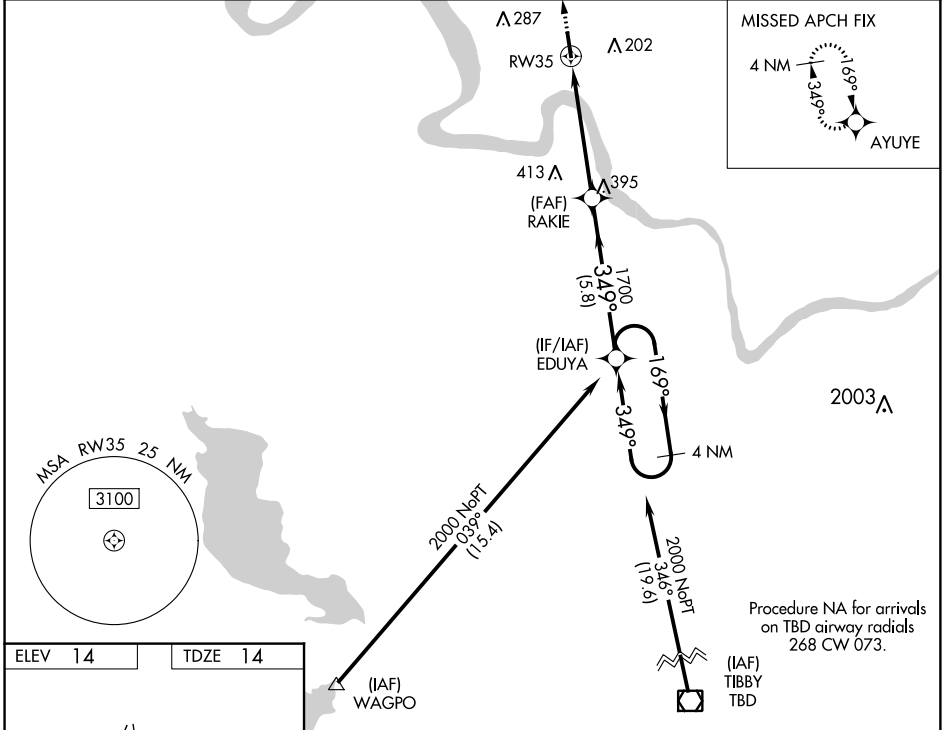 287
202
RW35
MISSED APCH FIX
4 NM
349°
169°
AYUYE
413
395
(FAF)
RAKIE
349°
1700
(5.8)
(IF/IAF)
EDUYA
169°
349°
4 NM
2003
MSA RW35 25 NM
3100
2000 NoPT
039°
(15.4)
2000 NoPT
346°
(19.6)
Procedure NA for arrivals
on TBD airway radials
268 CW 073.
ELEV 14
TDZE 14
(IAF)
WAGPO
(IAF)
TIBBY
TBD